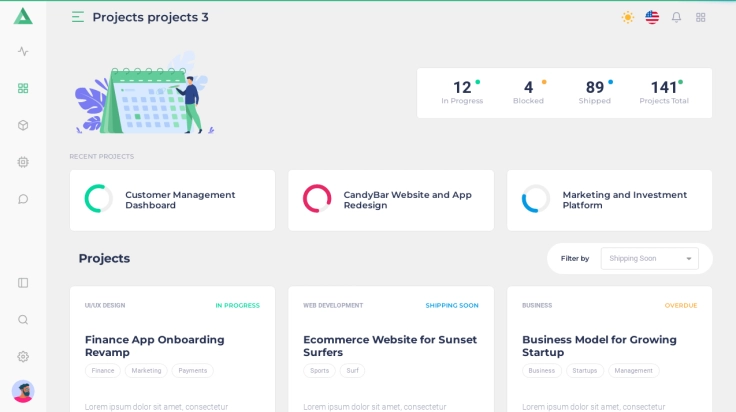 Projects projects 3
12
4
89
141
In Progress
Blocked
Shipped
Projects Total
RECENT PROJECTS
Customer Management
Dashboard
CandyBar Website and App
Redesign
Marketing and Investment
Platform
Projects
Filter by
Shipping Soon
UI/UX DESIGN
IN PROGRESS
WEB DEVELOPMENT
SHIPPING SOON
BUSINESS
OVERDUE
Finance App Onboarding
Revamp
Ecommerce Website for Sunset
Surfers
Business Model for Growing
Startup
Finance
Marketing
Payments
Sports
Surf
Business
Startups
Management
Lorem ipsum dolor sit amet, consectetur
Lorem ipsum dolor sit amet, consectetur
Lorem ipsum dolor sit amet, consectetur